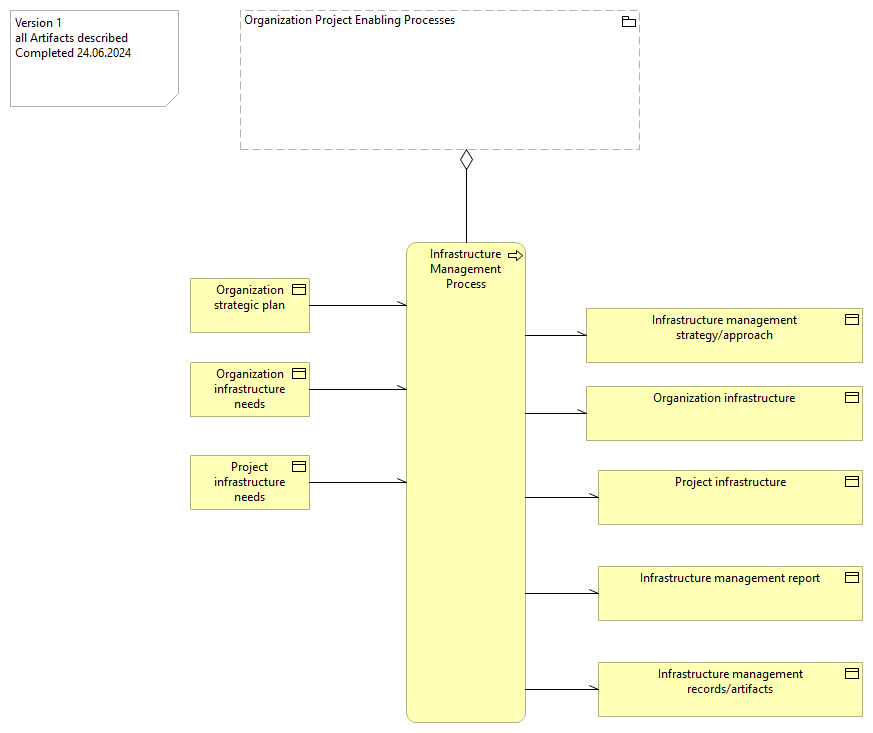 Version 1
all Artifacts described
Completed 24.06.2024
Organization Project Enabling Processes
Infrastructure
Management
Process
Organization
strategic plan
Organization
infrastructure
needs
Project
infrastructure
needs
Infrastructure management
strategy/approach
Organization infrastructure
Project infrastructure
Infrastructure management report
Infrastructure management
records/artifacts